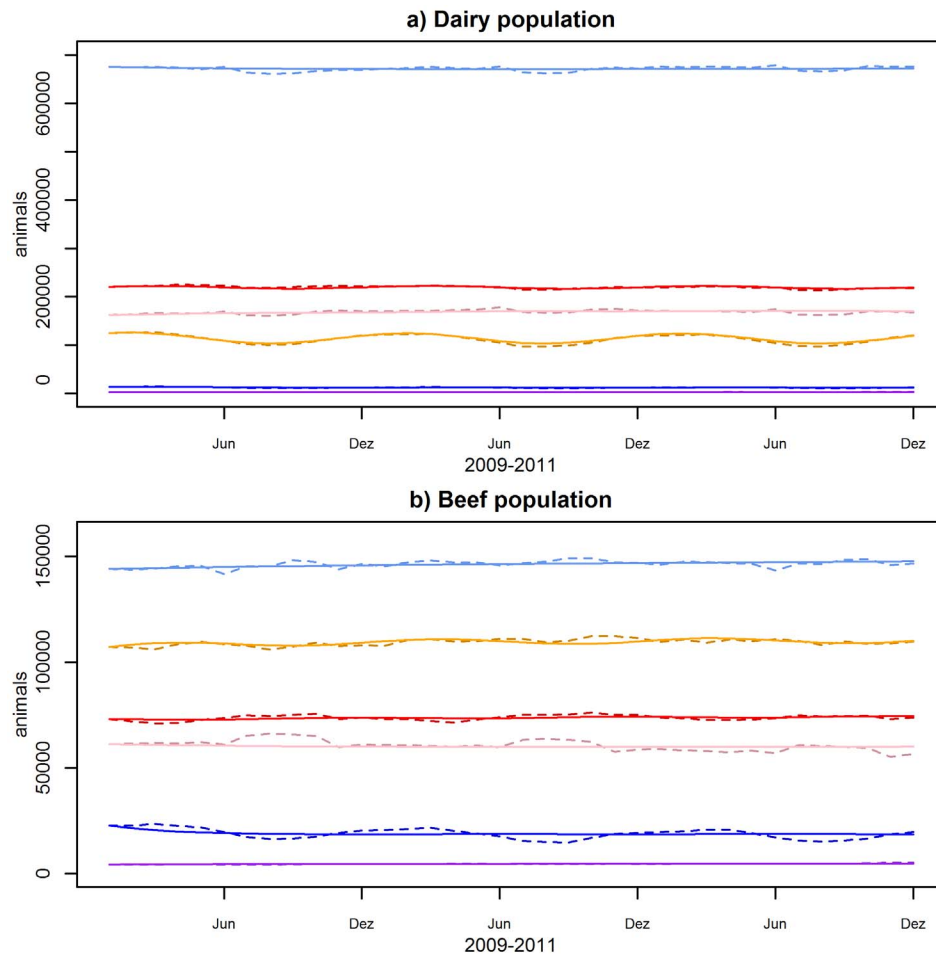 a) Dairy population
600000
400000
200000
0
animals
Jun Dez Jun Dez Jun Dez
2009-2011
b) Beef population
150000
100000
50000
0
animals
Jun Dez Jun Dez Jun Dez
2009-2011